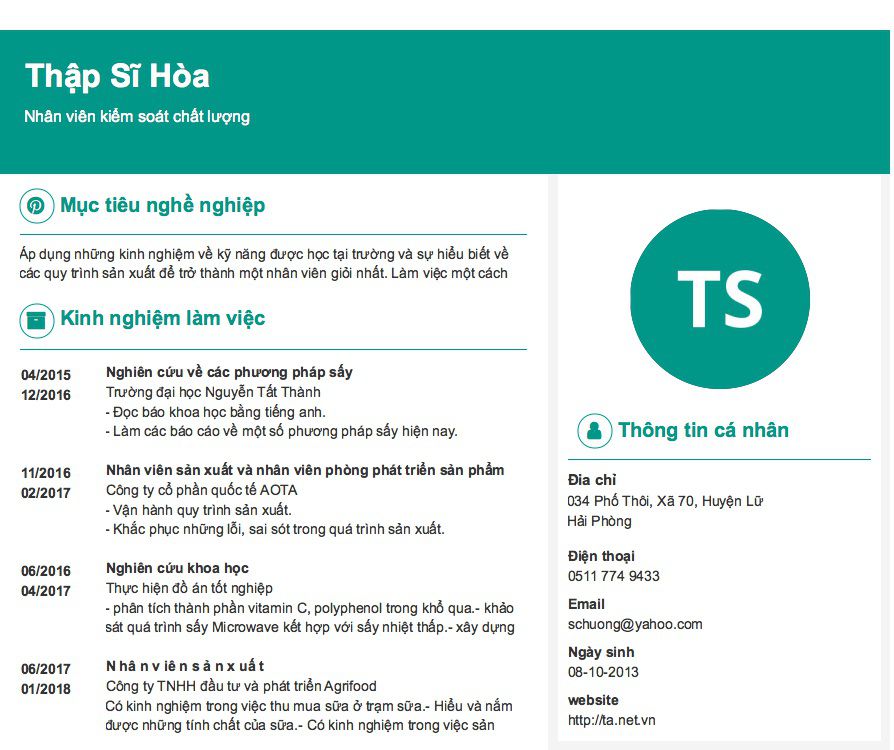 Thập Sĩ Hòa
Nhân viên kiểm soát chất lượng
Mục tiêu nghề nghiệp
Áp dụng những kinh nghiệm về kỹ năng được học tại trường và sự hiểu biết về
các quy trình sản xuất để trở thành một nhân viên giỏi nhất. Làm việc một cách
Kinh nghiệm làm việc
04/2015
12/2016
Nghiên cứu về các phương pháp sấy
Trường đại học Nguyễn Tất Thành
- Đọc báo khoa học bằng tiếng anh.
- Làm các báo cáo về một số phương pháp sấy hiện nay.
11/2016
02/2017
Nhân viên sản xuất và nhân viên phòng phát triển sản phẩm
Công ty cổ phần quốc tế AOTA
- Vận hành quy trình sản xuất.
- Khắc phục những lỗi, sai sót trong quá trình sản xuất.
06/2016
04/2017
Nghiên cứu khoa học
Thực hiện đồ án tốt nghiệp
- phân tích thành phần vitamin C, polyphenol trong khổ qua.- khảo
sát quá trình sấy Microwave kết hợp với sấy nhiệt thấp.- xây dựng
06/2017
01/2018
N h â n v i ê n s ả n x u ấ t
Công ty TNHH đầu tư và phát triển Agrifood
Có kinh nghiệm trong việc thu mua sữa ở trạm sữa.- Hiểu và nắm
được những tính chất của sữa.- Có kinh nghiệm trong việc sản
TS
Thông tin cá nhân
Địa chỉ
034 Phố Thôi, Xã 70, Huyện Lữ
Hải Phòng
Điện thoại
0511 774 9433
Email
schuong@yahoo.com
Ngày sinh
08-10-2013
website
http://ta.net.vn